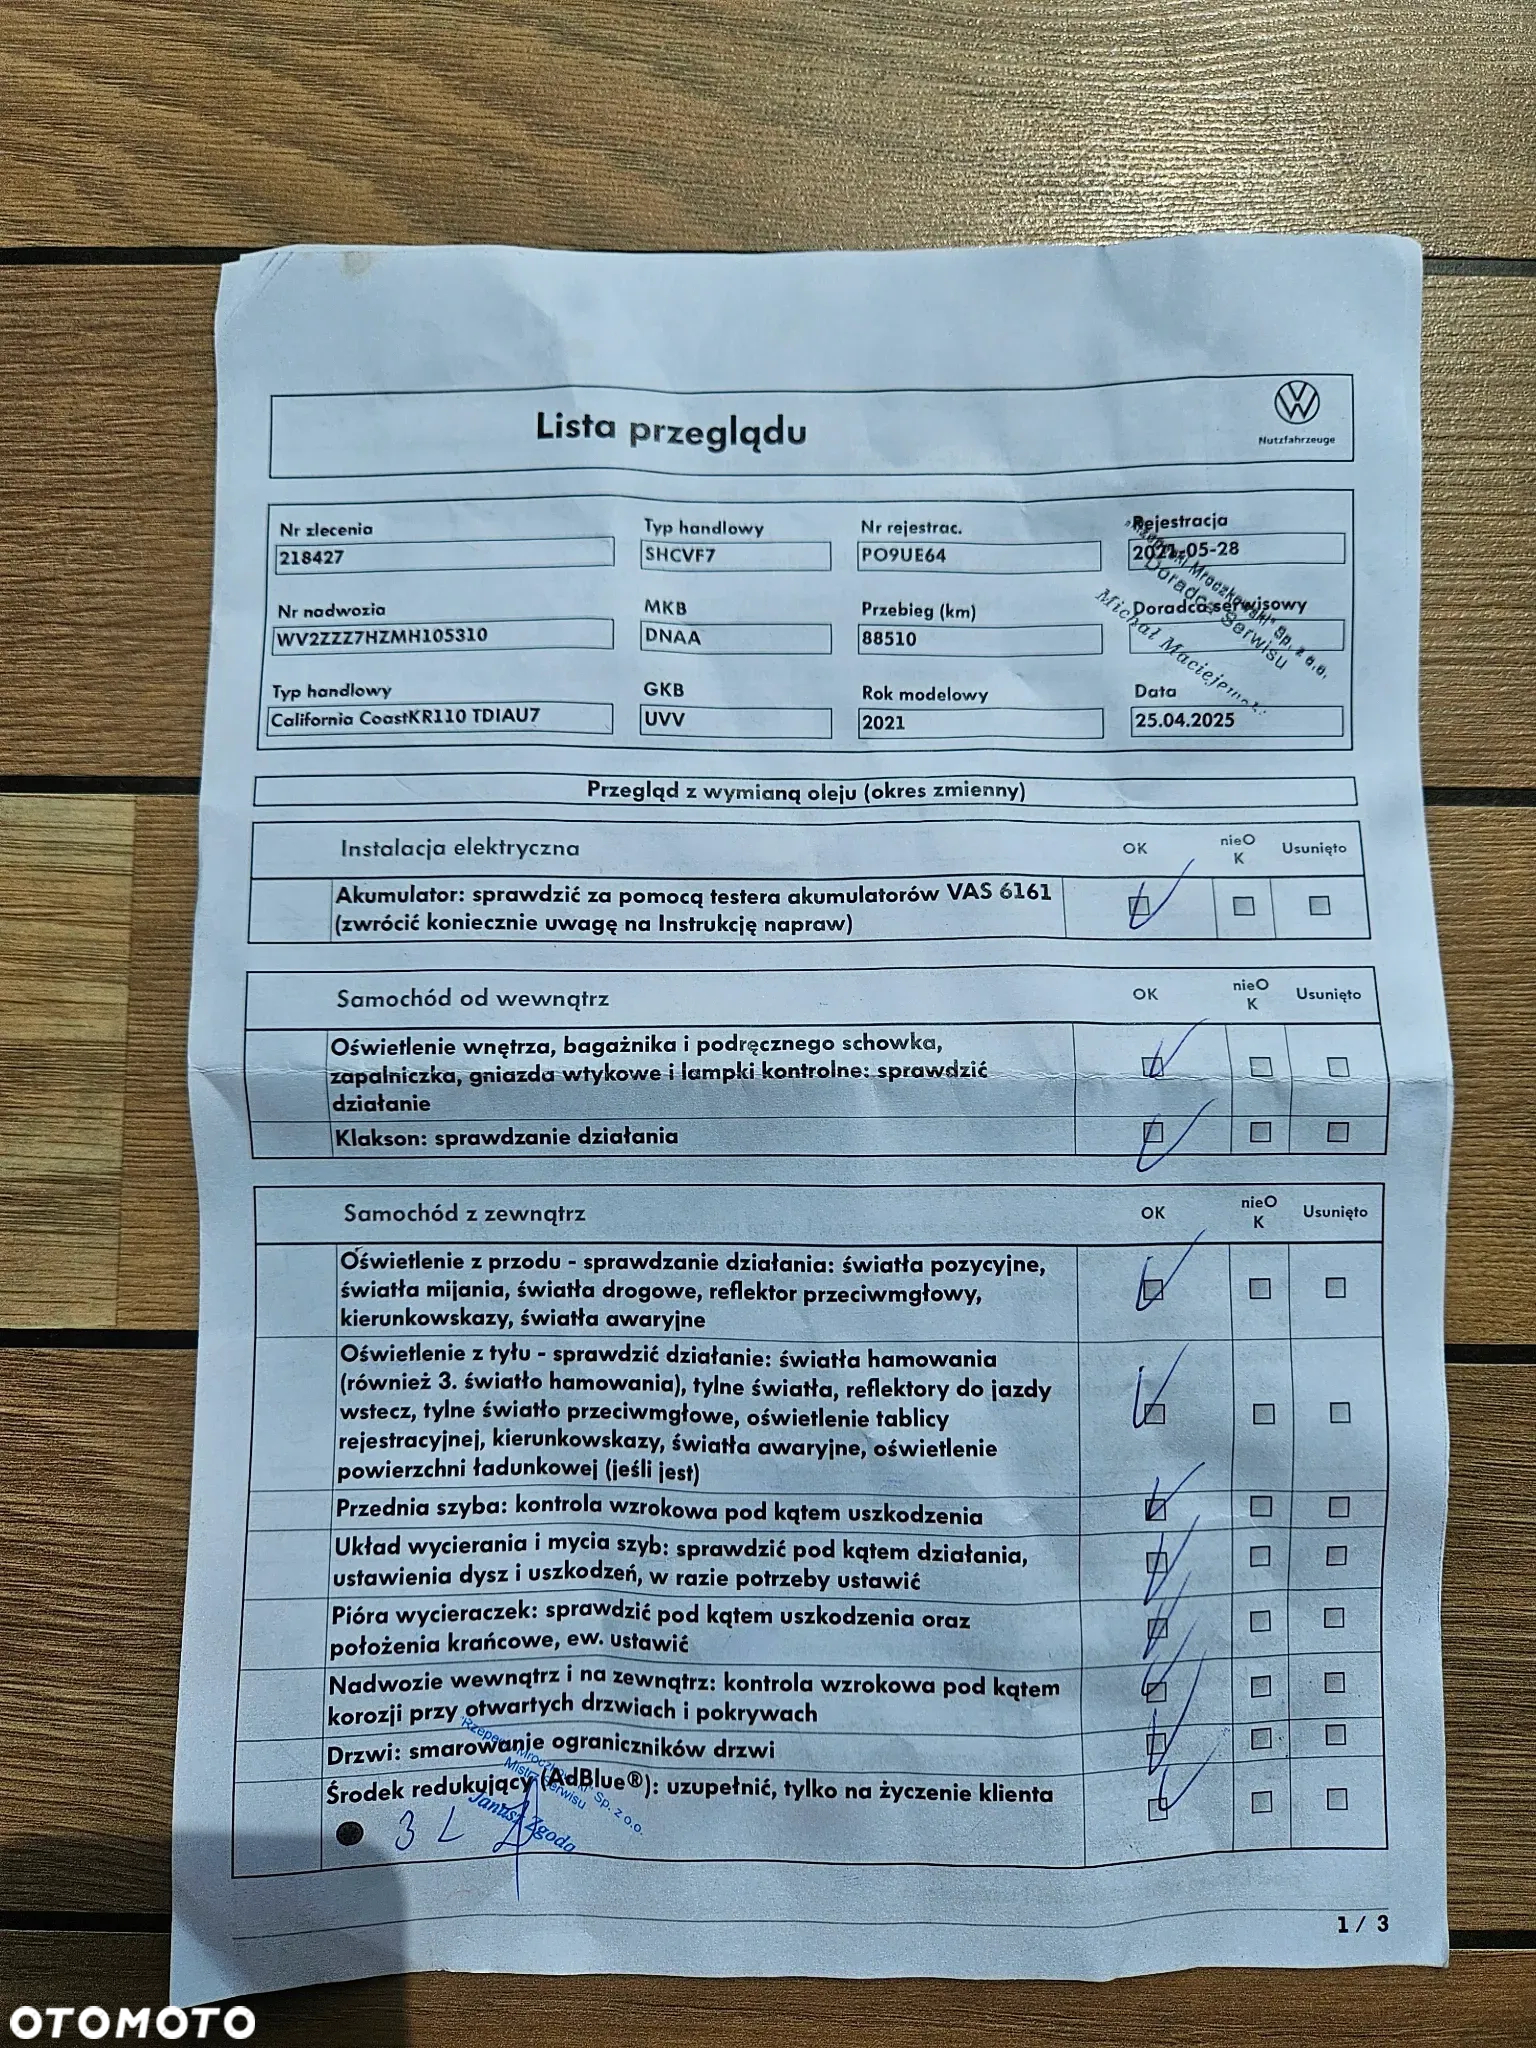 Lista przeglądu
Nutzfahrzeuge
Nr zlecenia
218427
Typ handlowy
SHCVF7
Nr rejestrac.
PO9UE64
Rejestracja
2021-05-28
Nr nadwozia
WV2ZZZ7HZMH105310
MKB
DNAA
Przebieg (km)
88510
Doradca serwisowy
Mroczkowski" Sp. z o.o.
Doradca Serwisu
Michał
Typ handlowy
California CoastKR110 TDIAU7
GKB
UVV
Rok modelowy
2021
Data
25.04.2025
Przegląd z wymianą oleju (okres zmienny)
Instalacja elektryczna OK nieO Usunięto
K
Akumulator: sprawdzić za pomocą testera akumulatorów VAS 6161
(zwrócić koniecznie uwagę na Instrukcję napraw)
Samochód od wewnątrz OK nieO Usunięto
K
Oświetlenie wnętrza, bagażnika i podręcznego schowka,
zapalniczka, gniazda wtykowe i lampki kontrolne: sprawdzić
działanie
Klakson: sprawdzanie działania
Samochód z zewnątrz OK nieO Usunięto
K
Oświetlenie z przodu - sprawdzanie działania: światła pozycyjne,
światła mijania, światła drogowe, reflektor przeciwmgłowy,
kierunkowskazy, światła awaryjne
Oświetlenie z tyłu - sprawdzić działanie: światła hamowania
(również 3. światło hamowania), tylne światła, reflektory do jazdy
wstecz, tylne światło przeciwmgłowe, oświetlenie tablicy
rejestracyjnej, kierunkowskazy, światła awaryjne, oświetlenie
powierzchni ładunkowej (jeśli jest)
Przednia szyba: kontrola wzrokowa pod kątem uszkodzenia
Układ wycierania i mycia szyb: sprawdzić pod kątem działania,
ustawienia dysz i uszkodzeń, w razie potrzeby ustawić
Pióra wycieraczek: sprawdzić pod kątem uszkodzenia oraz
położenia krańcowe, ew. ustawić
Nadwozie wewnątrz i na zewnątrz: kontrola wzrokowa pod kątem
korozji przy otwartych drzwiach i pokrywach
Drzwi: smarowanie ograniczników drzwi
Środek redukujący (AdBlue®): uzupełnić, tylko na życzenie klienta
3 L
Sp. z o.o.
Mistrz Serwisu
Janusz Zgoda
1 / 3
OTOMOTO